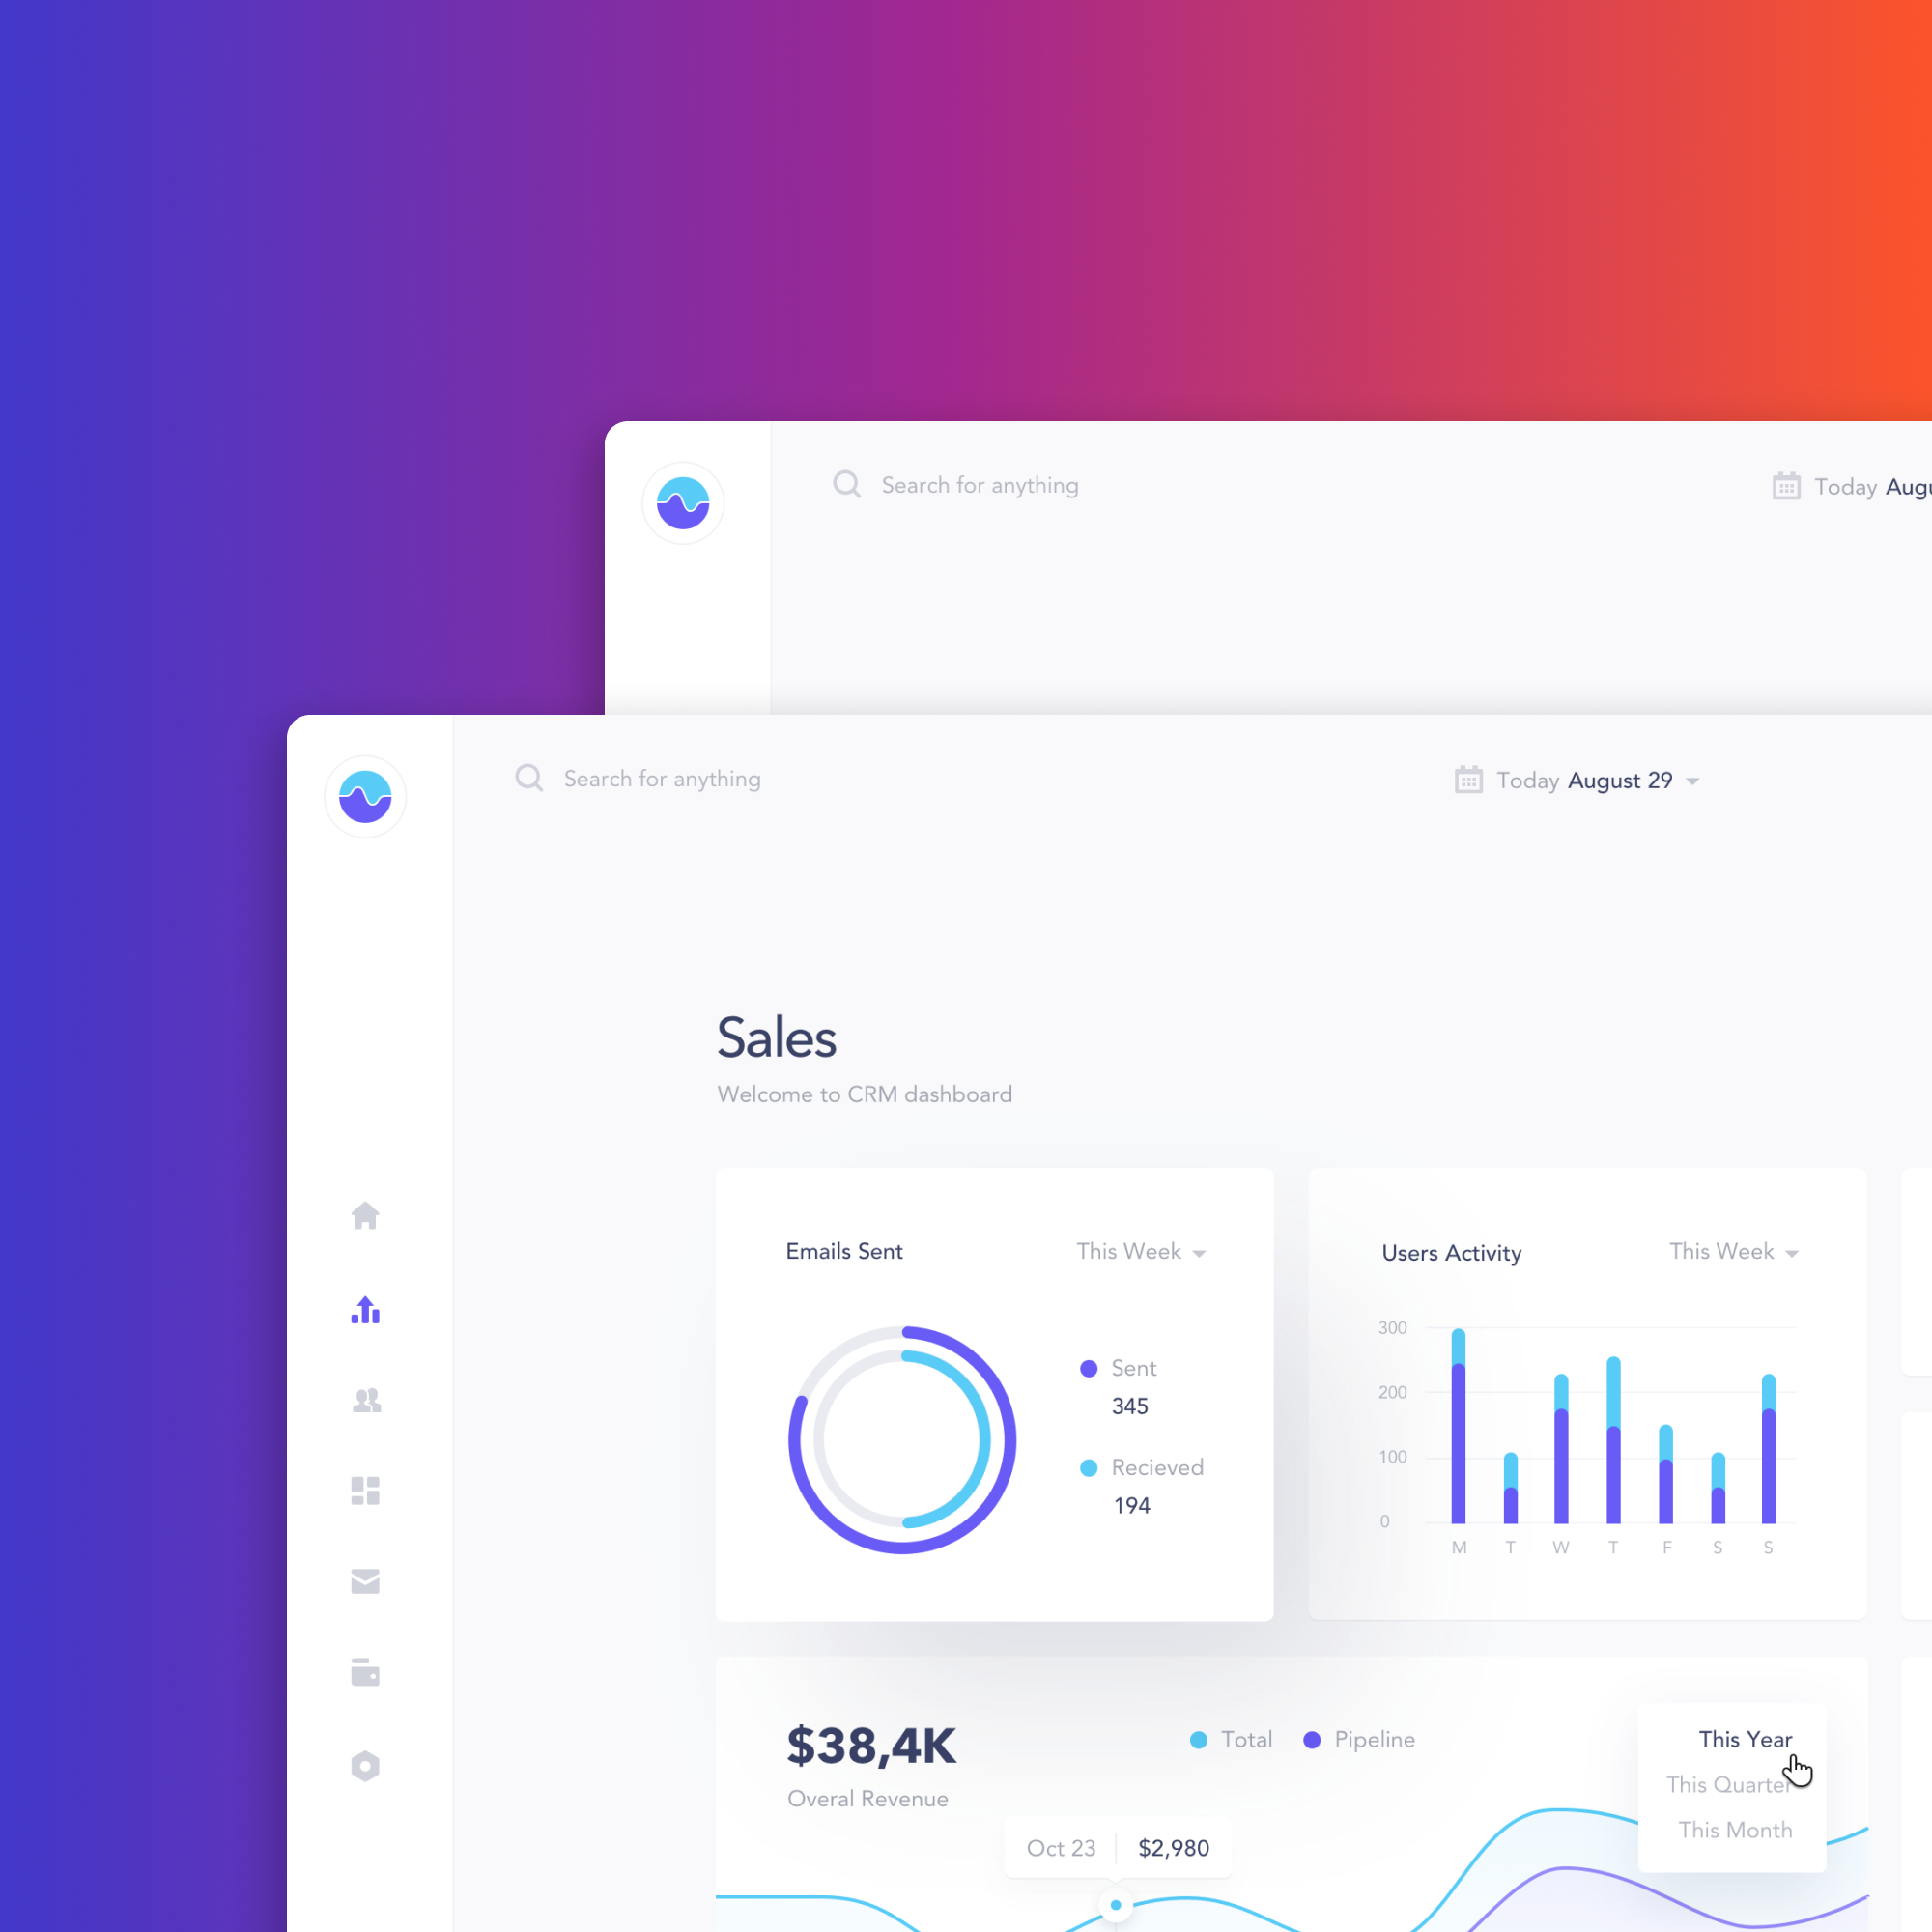 Search for anything
Today Augu
Search for anything
Today August 29
Sales
Welcome to CRM dashboard
Emails Sent
This Week
Sent
345
Recieved
194
Users Activity
This Week
300
200
100
0
M T W T F S S
$38,4K
Overal Revenue
Total
Pipeline
This Year
This Quarter
This Month
Oct 23
$2,980